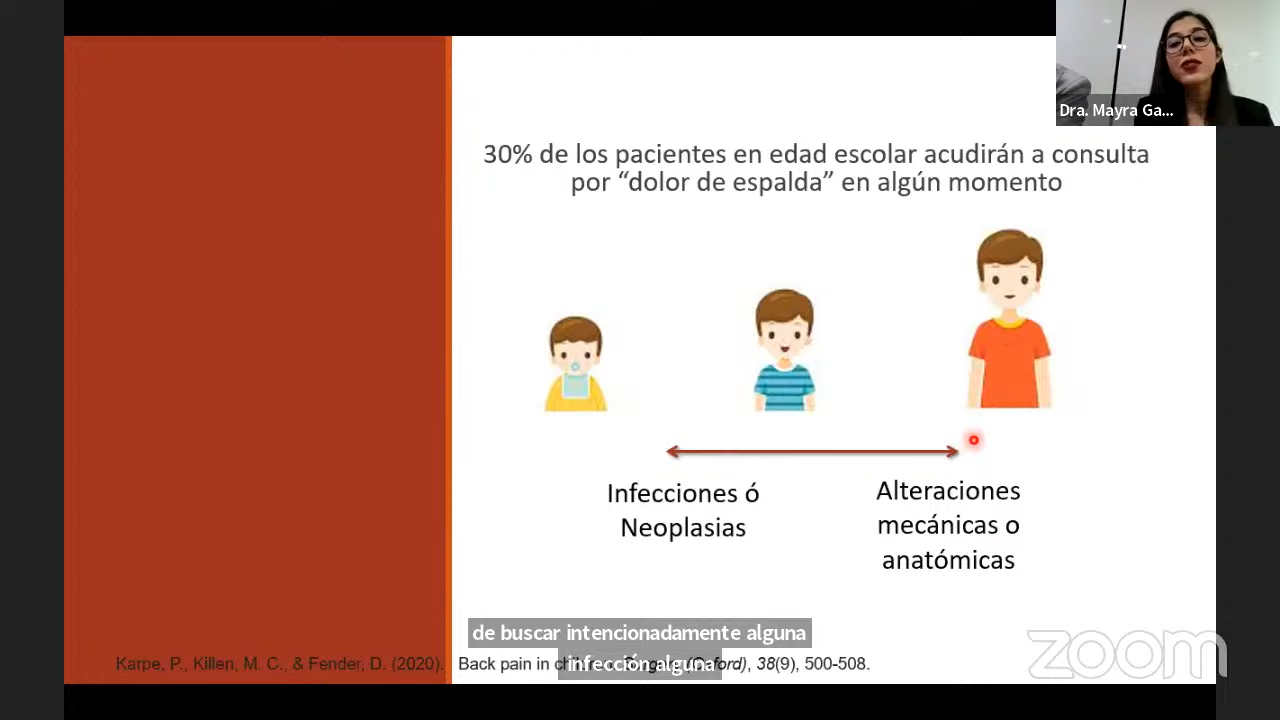 Dra. Mayra Ga...
30% de los pacientes en edad escolar acudirán a consulta
por “dolor de espalda” en algún momento
Infecciones ó
Neoplasias
Alteraciones
mecánicas o
anatómicas
de buscar intencionadamente alguna
infección alguna
Karpe, P., Killen, M. C., & Fender, D. (2020). Back pain in (Oxford), 38(9), 500-508.
zoom